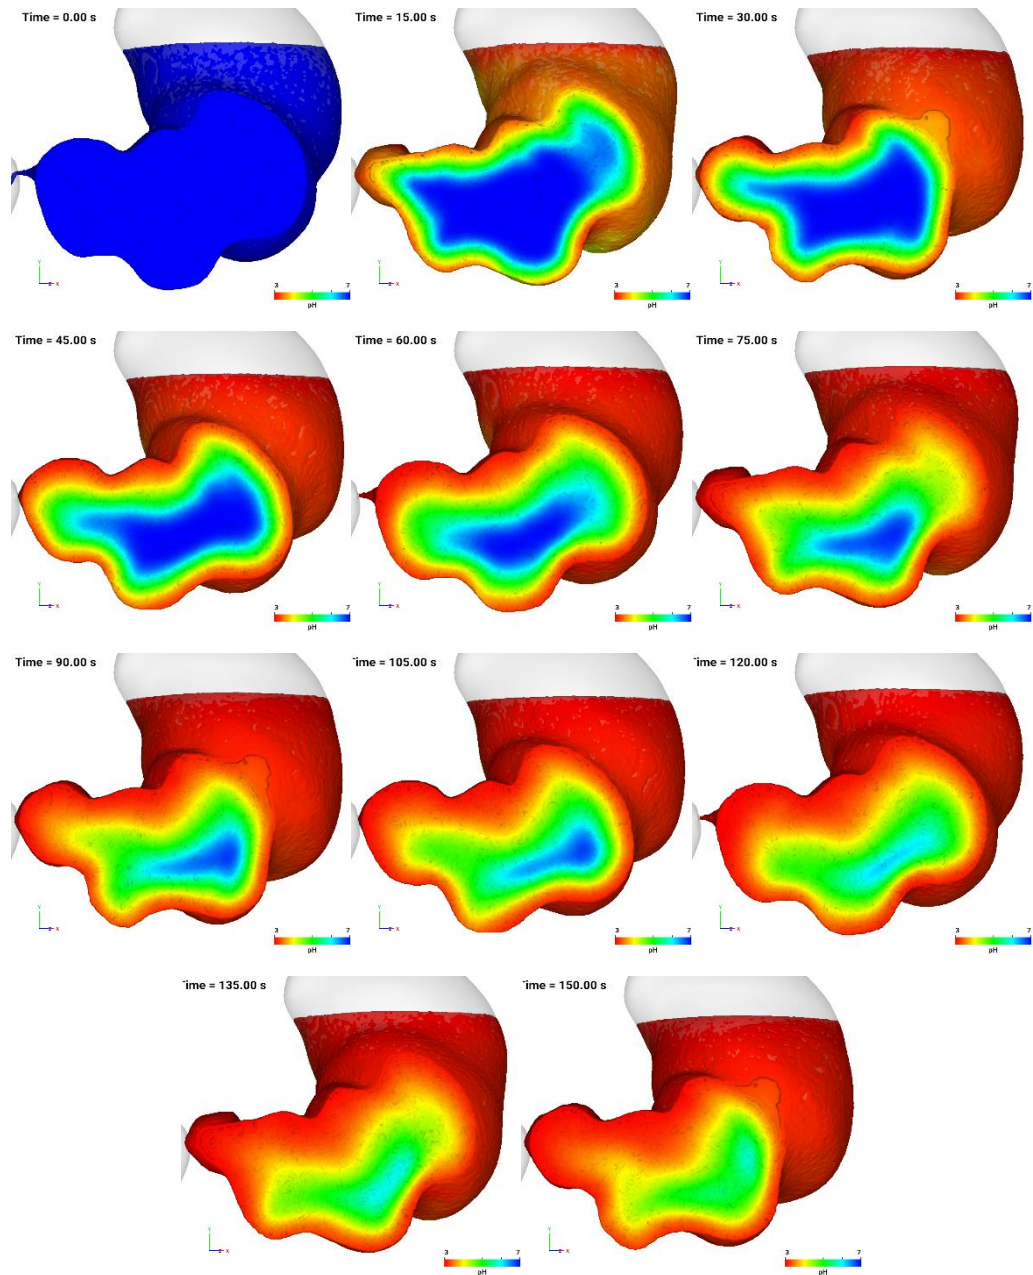 Time = 0.00 s
Time = 15.00 s
Time = 30.00 s
Y
Z X
3 7
pH
Y
Z X
3 7
pH
Y
Z X
3 7
pH
Time = 45.00 s
Time = 60.00 s
Time = 75.00 s
Y
Z X
3 7
pH
Y
Z X
3 7
pH
Y
Z X
3 7
pH
Time = 90.00 s
ime = 105.00 s
ime = 120.00 s
Y
Z X
3 7
pH
Y
Z X
3 7
pH
Y
Z X
3 7
pH
ime = 135.00 s
ime = 150.00 s
Y
Z X
3 7
pH
Y
Z X
3 7
pH